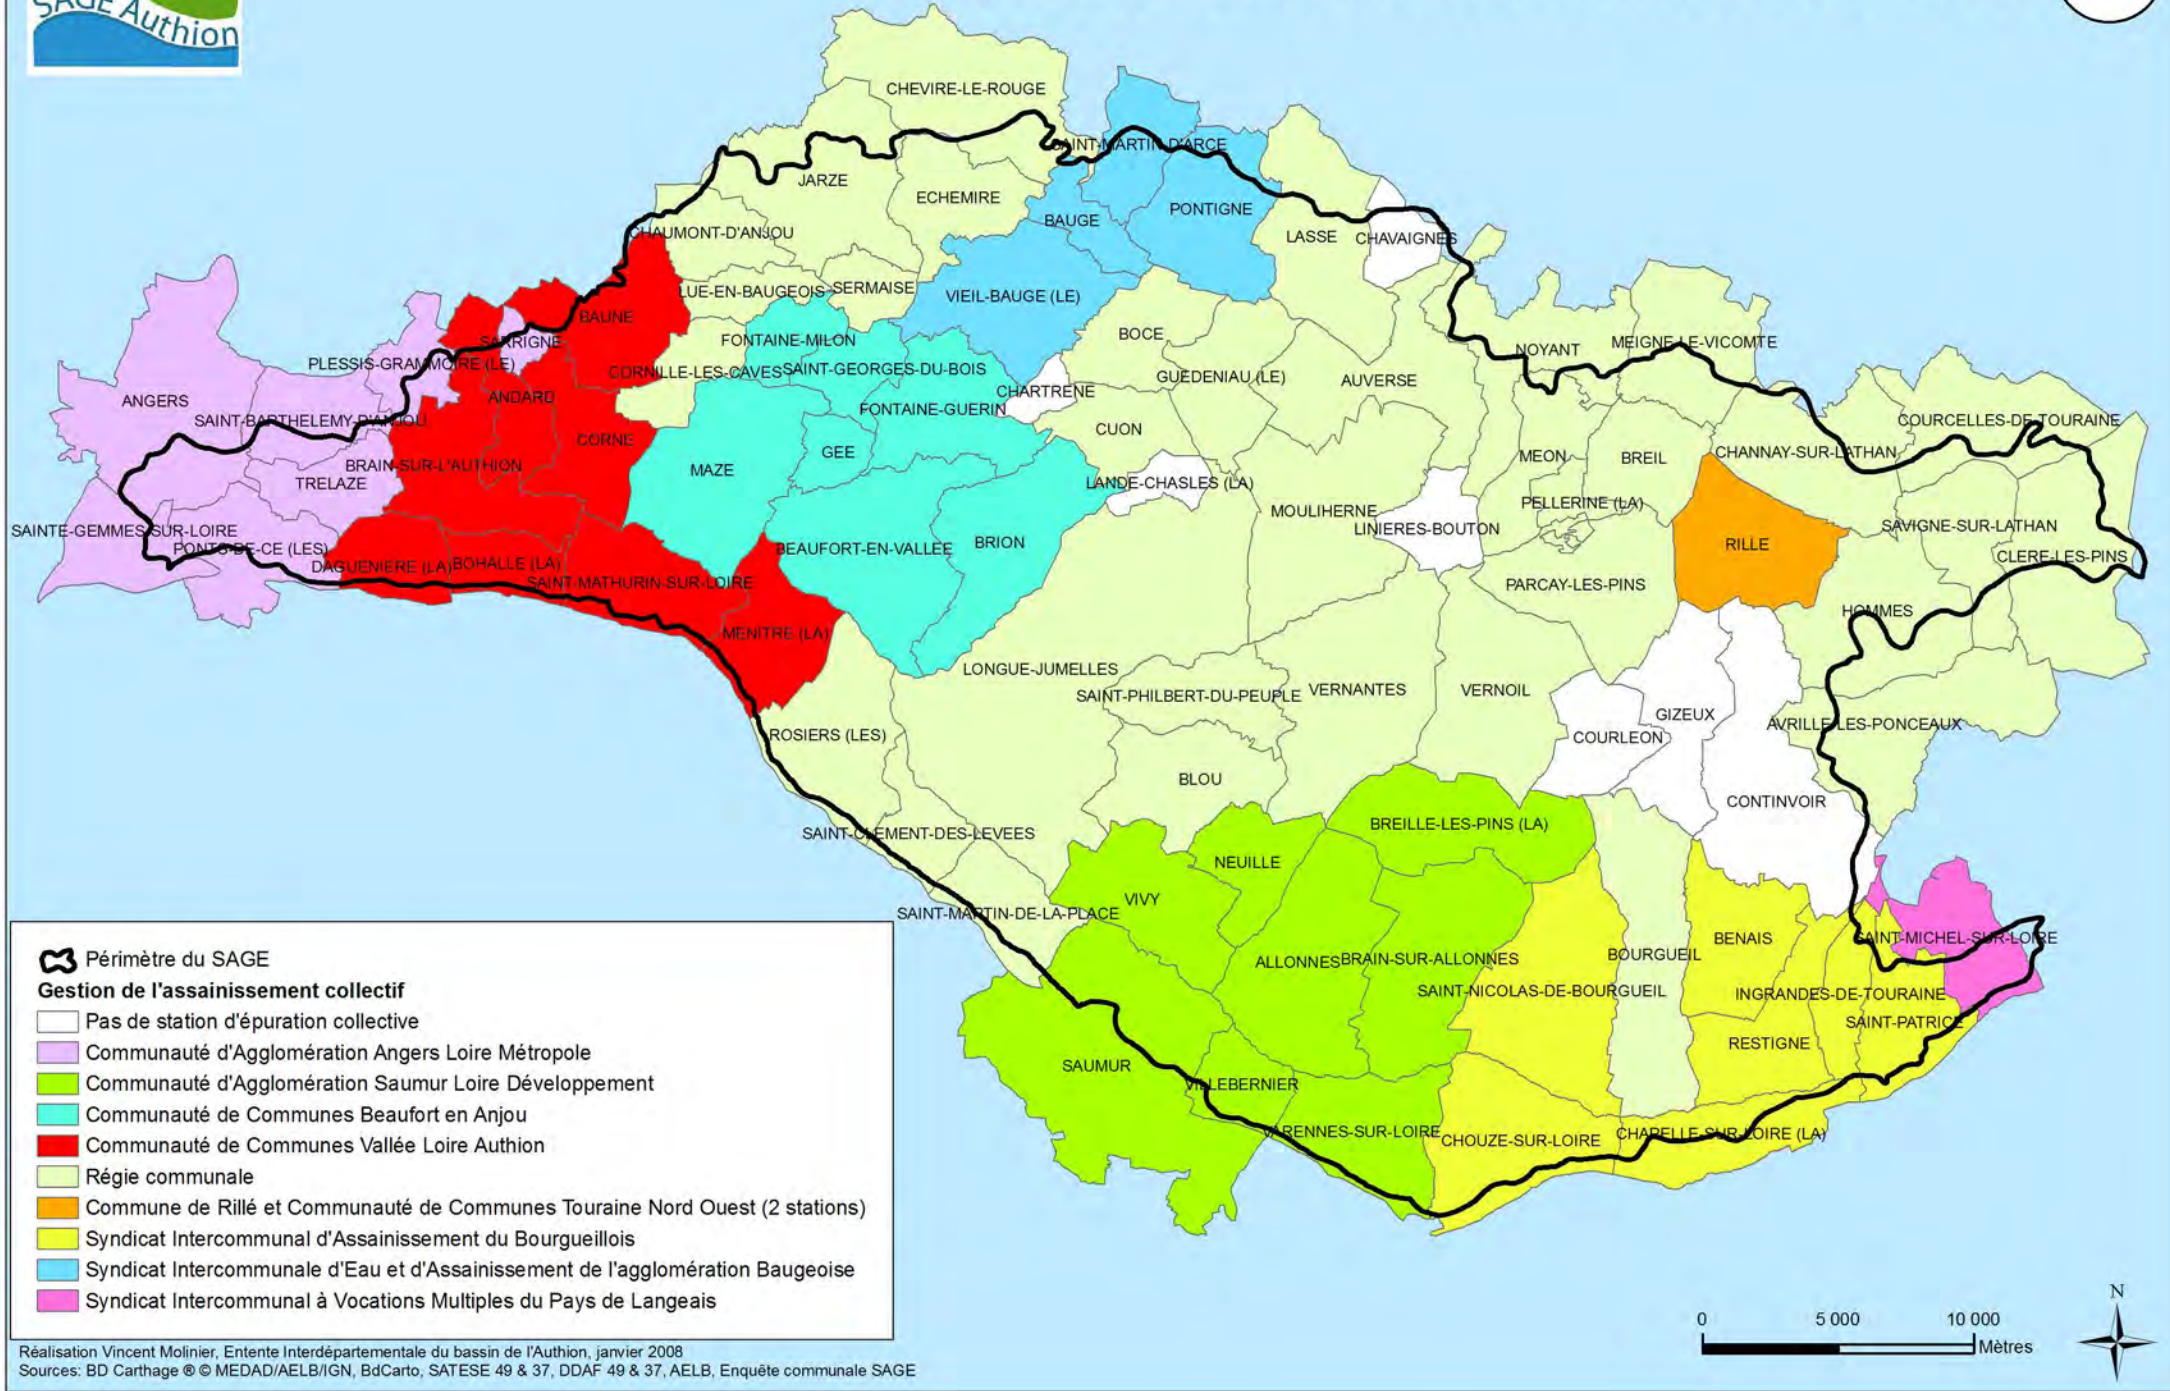 SAGE Authion
CHEVIRE-LE-ROUGE
SAINT-MARTIN-D'ARCE
JARZE
ECHEMIRE
BAUGE
PONTIGNE
CHAUMONT-D'ANJOU
LASSE
CHAVAIGNES
LUE-EN-BAUGEOIS
SERMAISE
VIEIL-BAUGE (LE)
BAUNE
SARRIGNE
FONTAINE-MILON
BOCE
NOYANT
MEIGNE-LE-VICOMTE
PLESSIS-GRAMMOIRE (LE)
CORNILLE-LES-CAVES
SAINT-GEORGES-DU-BOIS
GUEDENIAU (LE)
AUVERSE
CHARTRENE
ANGERS
ANDARD
FONTAINE-GUERIN
SAINT-BARTHELEMY-D'ANJOU
COURCELLES-DE-TOURAINE
CUON
CORNE
GEE
MEON
BREIL
CHANNAY-SUR-LATHAN
BRAIN-SUR-L'AUTHION
MAZE
TRELAZE
LANDE-CHASLES (LA)
PELLERINE (LA)
MOULIHERNE
LINIERES-BOUTON
SAVIGNE-SUR-LATHAN
SAINTE-GEMMES-SUR-LOIRE
PONTS-DE-CE (LES)
BEAUFORT-EN-VALLEE
BRION
RILLE
CLERE-LES-PINS
DAGUENIERE (LA)
BOHALLE (LA)
SAINT-MATHURIN-SUR-LOIRE
PARCAY-LES-PINS
HOMMES
MENITRE (LA)
LONGUE-JUMELLES
SAINT-PHILBERT-DU-PEUPLE
VERNANTES
VERNOIL
GIZEUX
AVRILLE-LES-PONCEAUX
ROSIERS (LES)
COURLEON
BLOU
CONTINVOIR
SAINT-CLEMENT-DES-LEVEES
BREILLE-LES-PINS (LA)
NEUILLE
VIVY
SAINT-MARTIN-DE-LA-PLACE
BENAIS
SAINT-MICHEL-SUR-LOIRE
BOURGUEIL
ALLONNES
BRAIN-SUR-ALLONNES
SAINT-NICOLAS-DE-BOURGUEIL
INGRANDES-DE-TOURAINE
SAINT-PATRICE
RESTIGNE
SAUMUR
VILLEBERNIER
VARENNES-SUR-LOIRE
CHOUZE-SUR-LOIRE
CHAPELLE-SUR-LOIRE (LA)
Périmètre du SAGE
Gestion de l'assainissement collectif
Pas de station d'épuration collective
Communauté d'Agglomération Angers Loire Métropole
Communauté d'Agglomération Saumur Loire Développement
Communauté de Communes Beaufort en Anjou
Communauté de Communes Vallée Loire Authion
Régie communale
Commune de Rillé et Communauté de Communes Touraine Nord Ouest (2 stations)
Syndicat Intercommunal d'Assainissement du Bourgueillois
Syndicat Intercommunale d'Eau et d'Assainissement de l'agglomération Baugeoise
Syndicat Intercommunal à Vocations Multiples du Pays de Langeais
N
0 5 000 10 000
Mètres
Réalisation Vincent Molinier, Entente Interdépartementale du bassin de l'Authion, janvier 2008
Sources: BD Carthage ® © MEDAD/AELB/IGN, BdCarto, SATESE 49 & 37, DDAF 49 & 37, AELB, Enquête communale SAGE